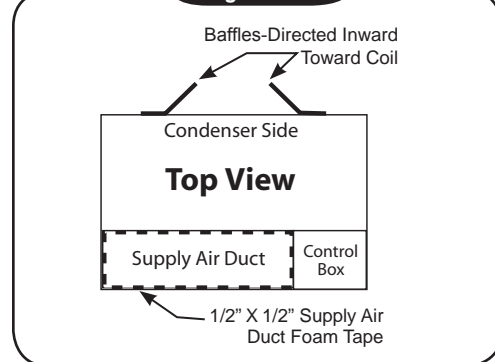 Baffles-Directed Inward
Toward Coil
Condenser Side
Top View
Supply Air Duct
Control
Box
1/2” X 1/2” Supply Air
Duct Foam Tape